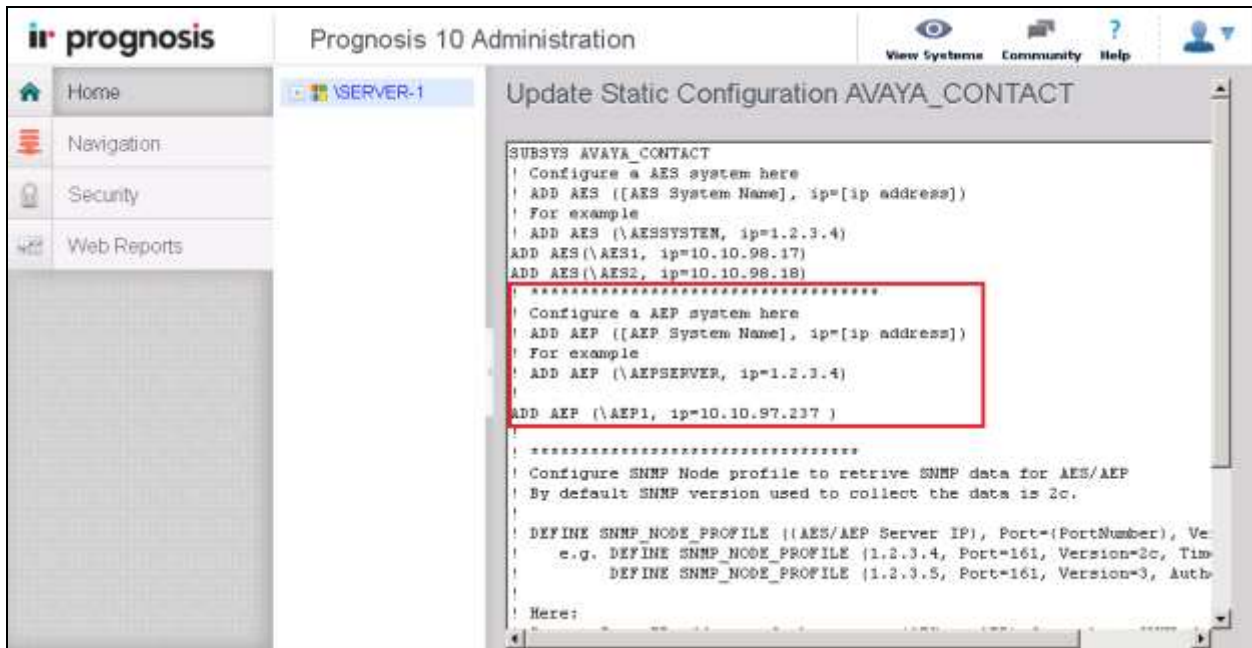 ir prognosis
Prognosis 10 Administration
View Systems
Community
?
Help
Home
Navigation
Security
Web Reports
\SERVER-1
Update Static Configuration AVAYA_CONTACT
SUBSYS AVAYA_CONTACT
! Configure a AES system here
! ADD AES ([AES System Name], ip=[ip address])
! For example
! ADD AES (\AESSYSTEM, ip=1.2.3.4)
ADD AES(\AES1, ip=10.10.98.17)
ADD AES(\AES2, ip=10.10.98.18)
! ***********************************
! Configure a AEP system here
! ADD AEP ([AEP System Name], ip=[ip address])
! For example
! ADD AEP (\AEPSERVER, ip=1.2.3.4)
!
ADD AEP (\AEP1, ip=10.10.97.237 )
!
! *********************************
! Configure SNMP Node profile to retrive SNMP data for AES/AEP
! By default SNMP version used to collect the data is 2c.
!
! DEFINE SNMP_NODE_PROFILE ((AES/AEP Server IP), Port=(PortNumber), Ve
! e.g. DEFINE SNMP_NODE_PROFILE (1.2.3.4, Port=161, Version=2c, Tim
! DEFINE SNMP_NODE_PROFILE (1.2.3.5, Port=161, Version=3, Auth
!
! Here: